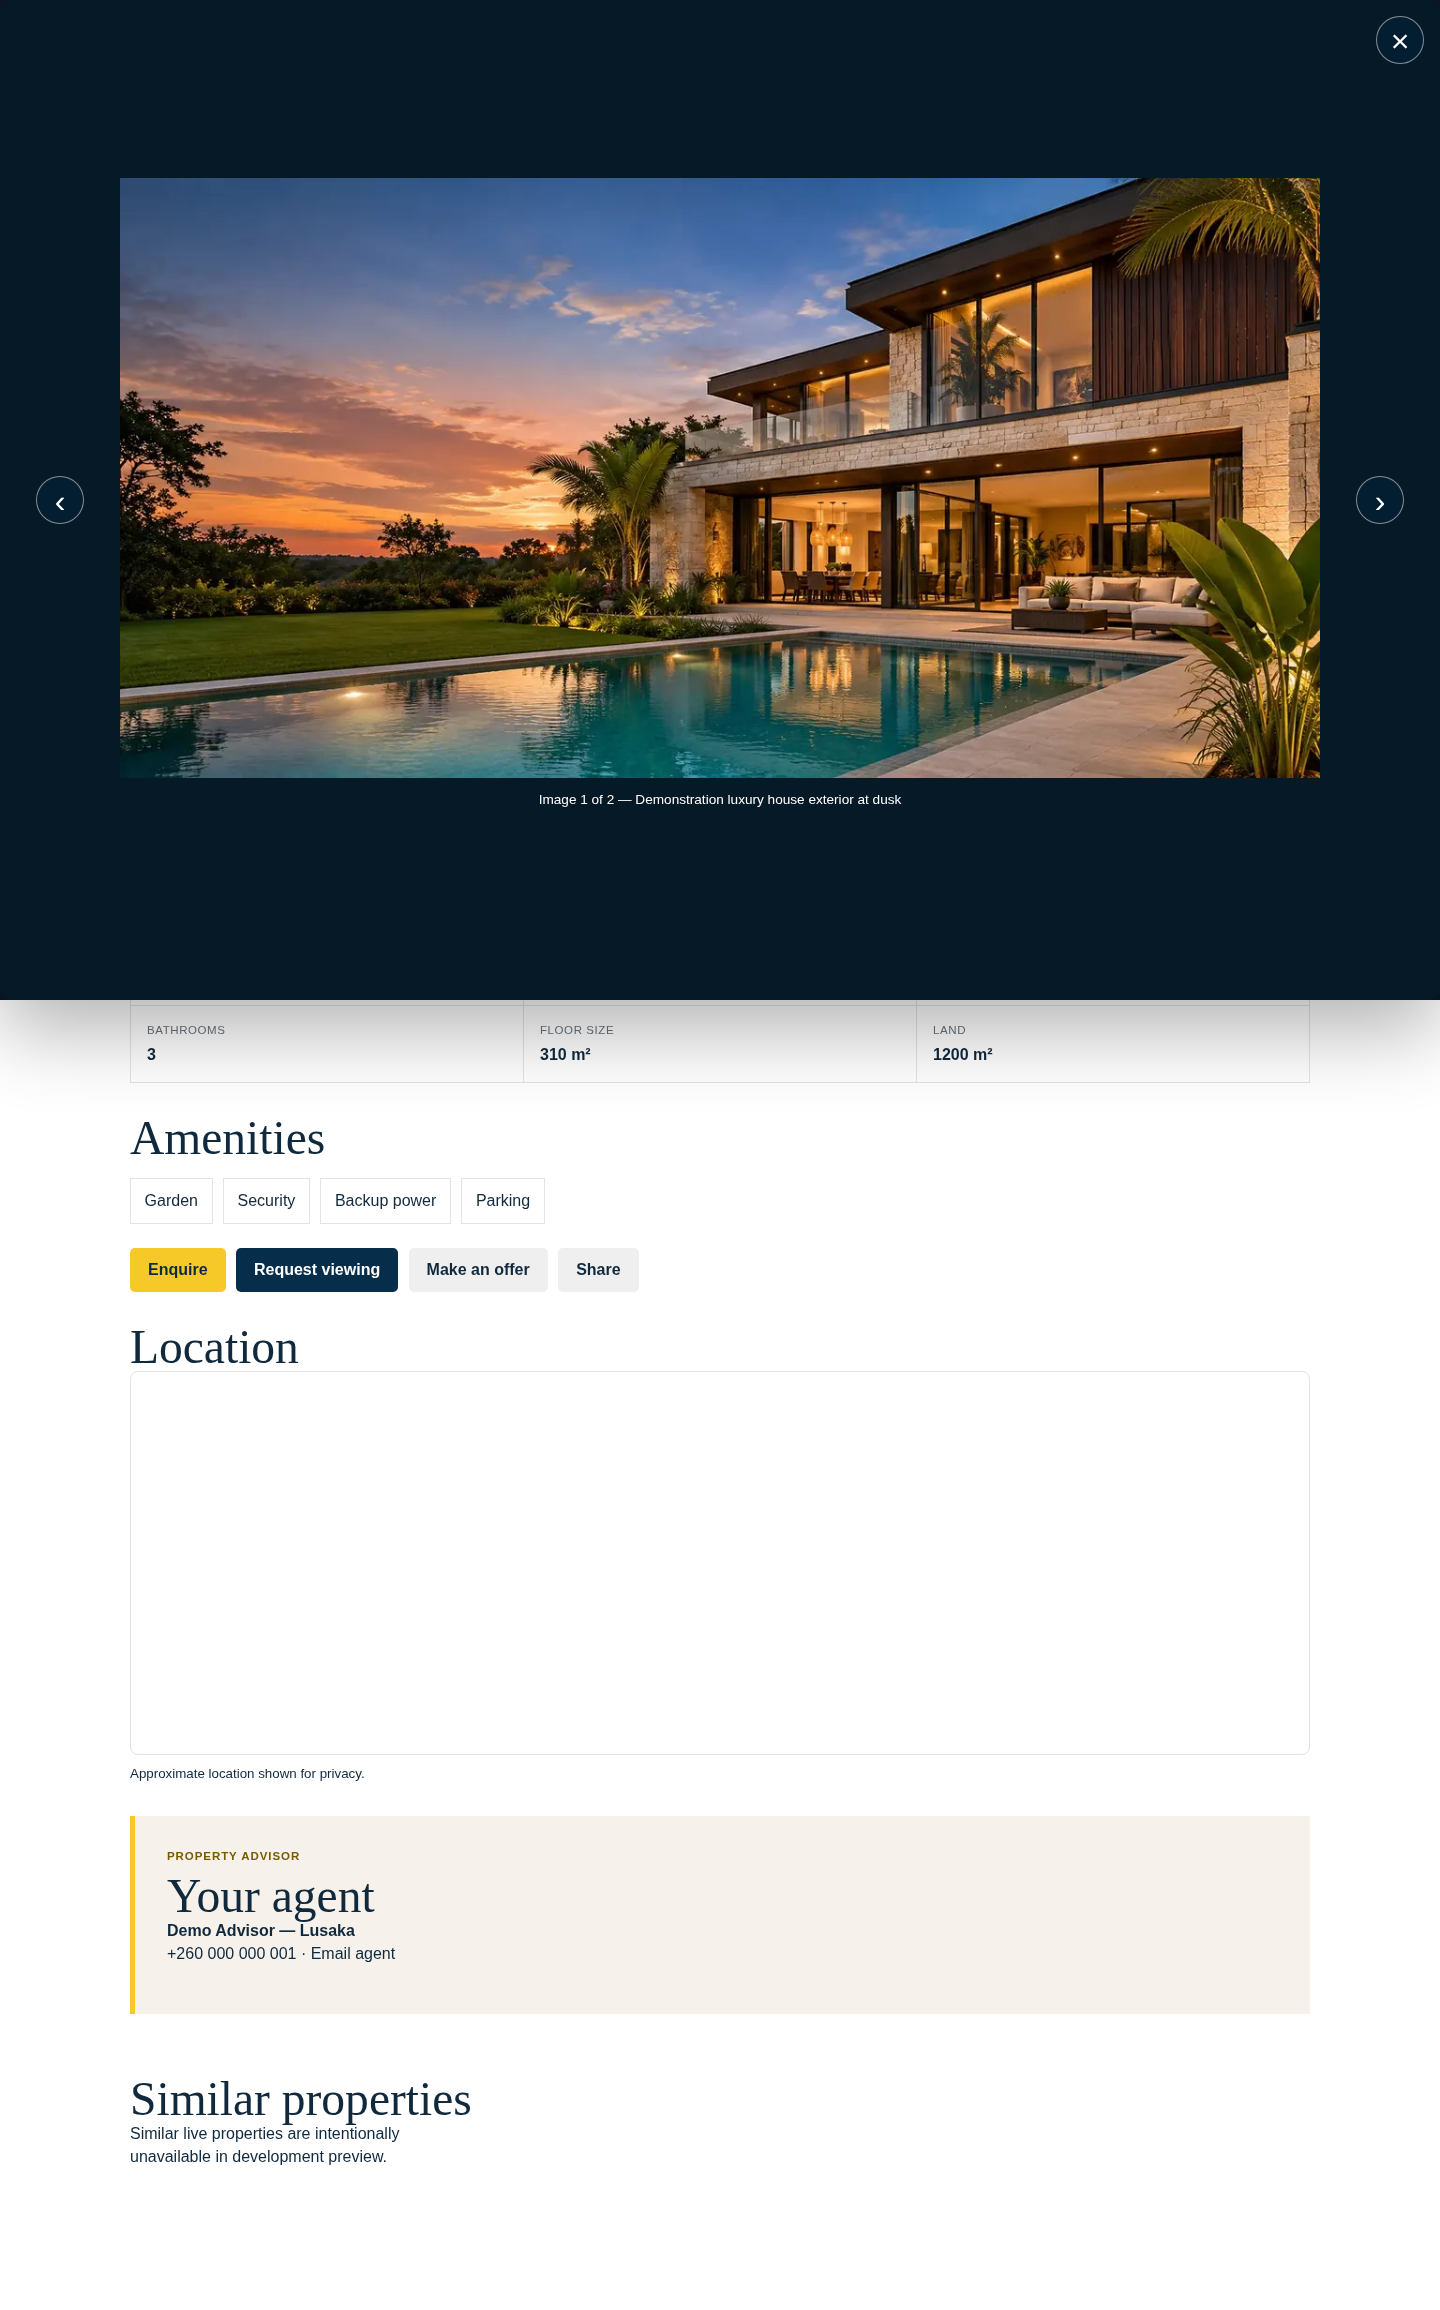 ×
‹
›
Image 1 of 2 — Demonstration luxury house exterior at dusk
BATHROOMS
3
FLOOR SIZE
310 m²
LAND
1200 m²
Amenities
Garden
Security
Backup power
Parking
Enquire
Request viewing
Make an offer
Share
Location
Approximate location shown for privacy.
PROPERTY ADVISOR
Your agent
Demo Advisor — Lusaka
+260 000 000 001 · Email agent
Similar properties
Similar live properties are intentionally
unavailable in development preview.